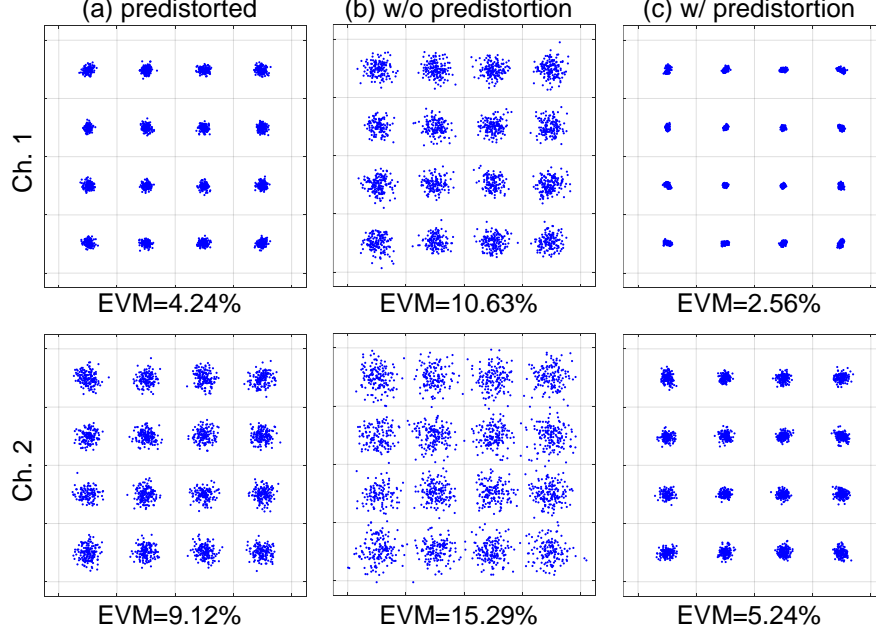 (a) predistorted (b) w/o predistortion (c) w/ predistortion
Ch. 1
EVM=4.24% EVM=10.63% EVM=2.56%
Ch. 2
EVM=9.12% EVM=15.29% EVM=5.24%